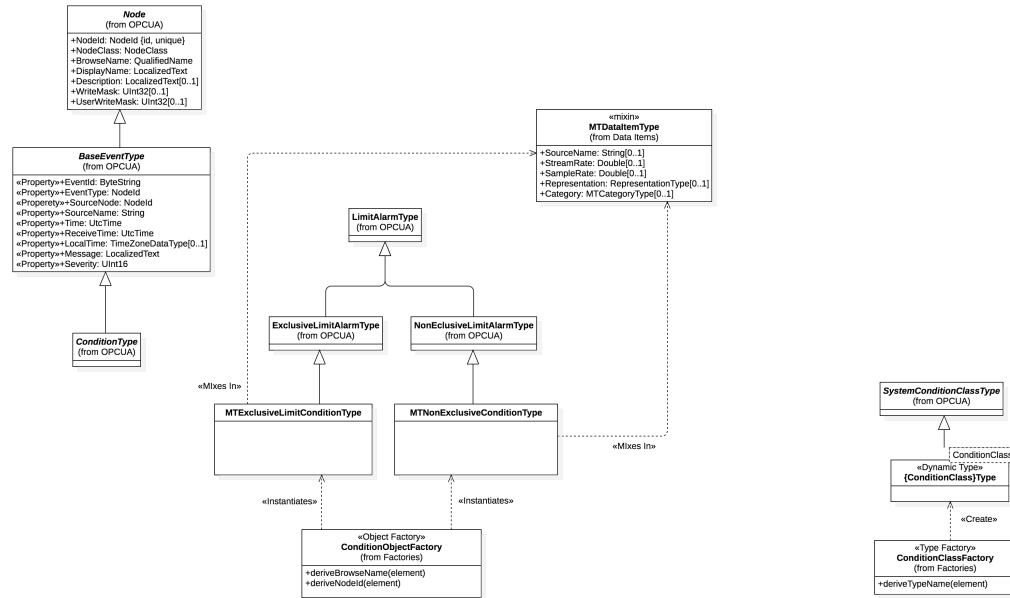 Node
(from OPCUA)
+NodeId: NodeId {id, unique}
+NodeClass: NodeClass
+BrowseName: QualifiedName
+DisplayName: LocalizedText
+Description: LocalizedText[0..1]
+WriteMask: UInt32[0..1]
+UserWriteMask: UInt32[0..1]
BaseEventType
(from OPCUA)
«Property»+EventId: ByteString
«Property»+EventType: NodeId
«Properety»+SourceNode: NodeId
«Property»+SourceName: String
«Property»+Time: UtcTime
«Property»+ReceiveTime: UtcTime
«Property»+LocalTime: TimeZoneDataType[0..1]
«Property»+Message: LocalizedText
«Property»+Severity: UInt16
ConditionType
(from OPCUA)
«mixin»
MTDataItemType
(from Data Items)
+SourceName: String[0..1]
+StreamRate: Double[0..1]
+SampleRate: Double[0..1]
+Representation: RepresentationType[0..1]
+Category: MTCategoryType[0..1]
LimitAlarmType
(from OPCUA)
ExclusiveLimitAlarmType
(from OPCUA)
NonEclusiveLimitAlarmType
(from OPCUA)
«MIxes In»
MTExclusiveLimitConditionType
MTNonExclusiveConditionType
«MIxes In»
«Instantiates»
«Instantiates»
«Object Factory»
ConditionObjectFactory
(from Factories)
+deriveBrowseName(element)
+deriveNodeId(element)
SystemConditionClassType
(from OPCUA)
ConditionClass
«Dynamic Type»
{ConditionClass}Type
«Create»
«Type Factory»
ConditionClassFactory
(from Factories)
+deriveTypeName(element)